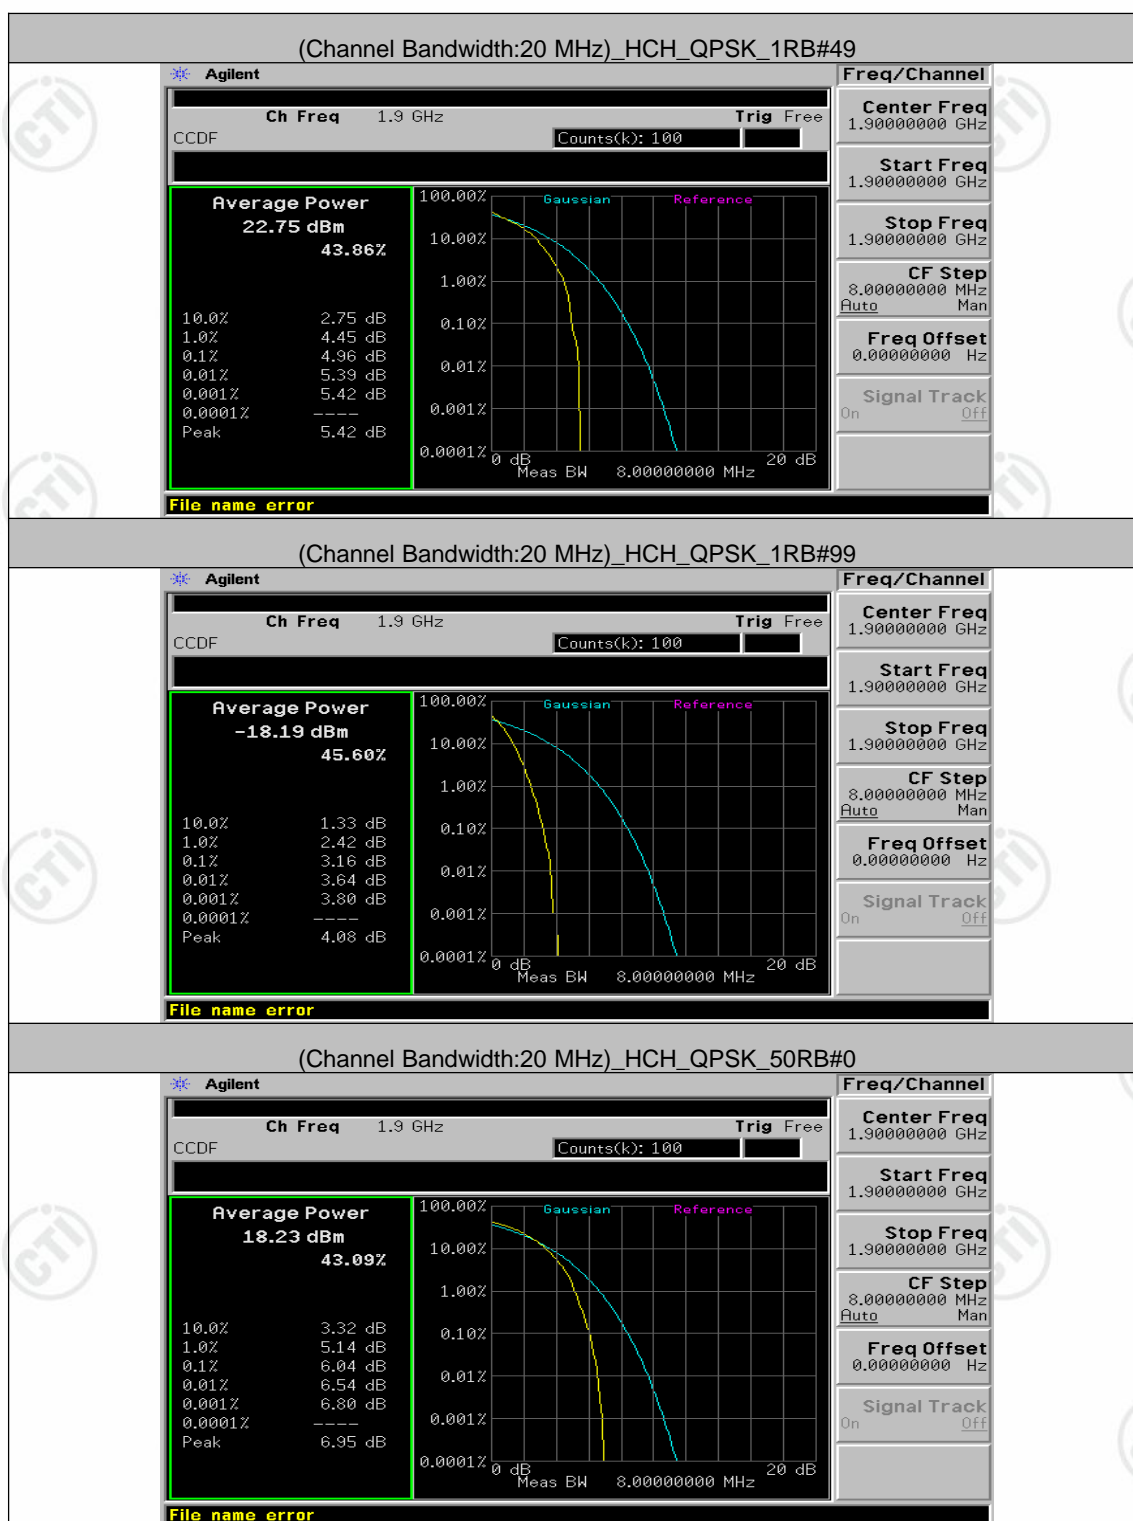 (Channel Bandwidth:20 MHz)_HCH_QPSK_1RB#49
Agilent
Freq/Channel
Ch Freq 1.9 GHz Trig Free
CCDF Counts(k): 100
Average Power
22.75 dBm
43.86%
10.0% 2.75 dB
1.0% 4.45 dB
0.1% 4.96 dB
0.01% 5.39 dB
0.001% 5.42 dB
0.0001% ----
Peak 5.42 dB
Gaussian Reference
100.00%
10.00%
1.00%
0.10%
0.01%
0.001%
0.0001%
0 dB 20 dB
Meas BW 8.00000000 MHz
Center Freq
1.90000000 GHz
Start Freq
1.90000000 GHz
Stop Freq
1.90000000 GHz
CF Step
8.00000000 MHz
Auto Man
Freq Offset
0.00000000 Hz
Signal Track
On Off
File name error
(Channel Bandwidth:20 MHz)_HCH_QPSK_1RB#99
Agilent
Freq/Channel
Ch Freq 1.9 GHz Trig Free
CCDF Counts(k): 100
Average Power
-18.19 dBm
45.60%
10.0% 1.33 dB
1.0% 2.42 dB
0.1% 3.16 dB
0.01% 3.64 dB
0.001% 3.80 dB
0.0001% ----
Peak 4.08 dB
Gaussian Reference
100.00%
10.00%
1.00%
0.10%
0.01%
0.001%
0.0001%
0 dB 20 dB
Meas BW 8.00000000 MHz
Center Freq
1.90000000 GHz
Start Freq
1.90000000 GHz
Stop Freq
1.90000000 GHz
CF Step
8.00000000 MHz
Auto Man
Freq Offset
0.00000000 Hz
Signal Track
On Off
File name error
(Channel Bandwidth:20 MHz)_HCH_QPSK_50RB#0
Agilent
Freq/Channel
Ch Freq 1.9 GHz Trig Free
CCDF Counts(k): 100
Average Power
18.23 dBm
43.09%
10.0% 3.32 dB
1.0% 5.14 dB
0.1% 6.04 dB
0.01% 6.54 dB
0.001% 6.80 dB
0.0001% ----
Peak 6.95 dB
Gaussian Reference
100.00%
10.00%
1.00%
0.10%
0.01%
0.001%
0.0001%
0 dB 20 dB
Meas BW 8.00000000 MHz
Center Freq
1.90000000 GHz
Start Freq
1.90000000 GHz
Stop Freq
1.90000000 GHz
CF Step
8.00000000 MHz
Auto Man
Freq Offset
0.00000000 Hz
Signal Track
On Off
File name error
CTI
CTI
CTI
CTI
CTI
CTI
CTI
CTI